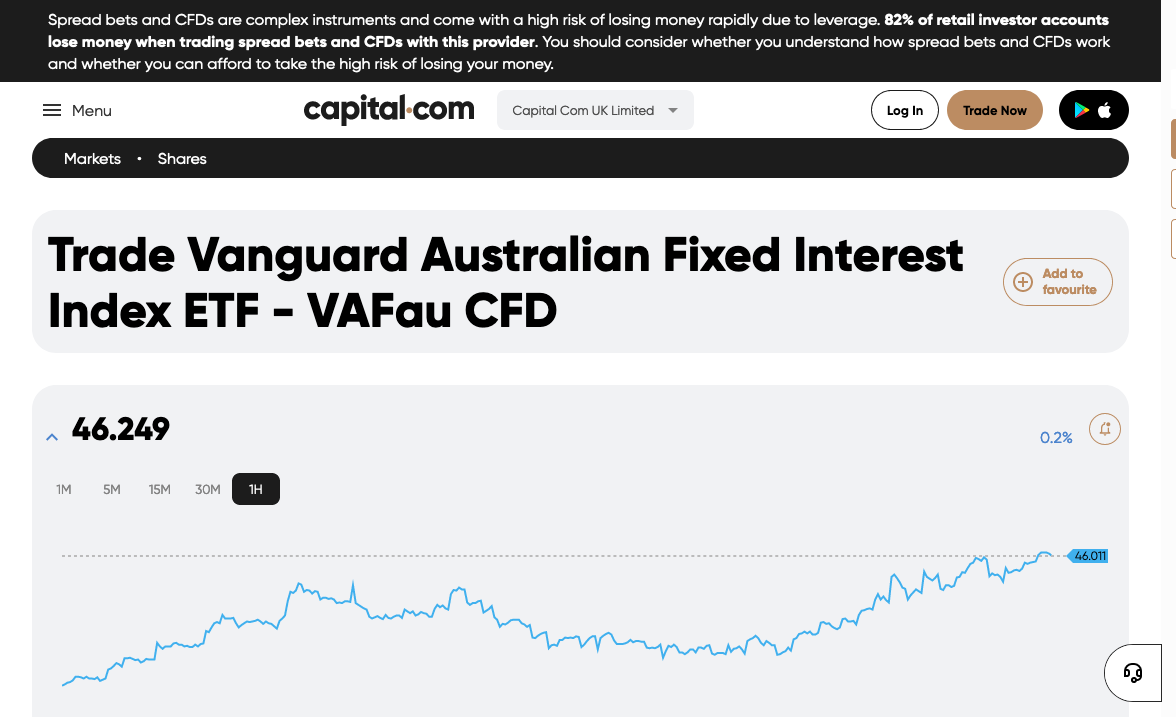 Spread bets and CFDs are complex instruments and come with a high risk of losing money rapidly due to leverage. 82% of retail investor accounts
lose money when trading spread bets and CFDs with this provider. You should consider whether you understand how spread bets and CFDs work
and whether you can afford to take the high risk of losing your money.
Menu
capital.com
Capital Com UK Limited
Log In
Trade Now
Markets • Shares
Trade Vanguard Australian Fixed Interest
Index ETF - VAFau CFD
Add to
favourite
46.249
0.2%
1M 5M 15M 30M 1H
46.011